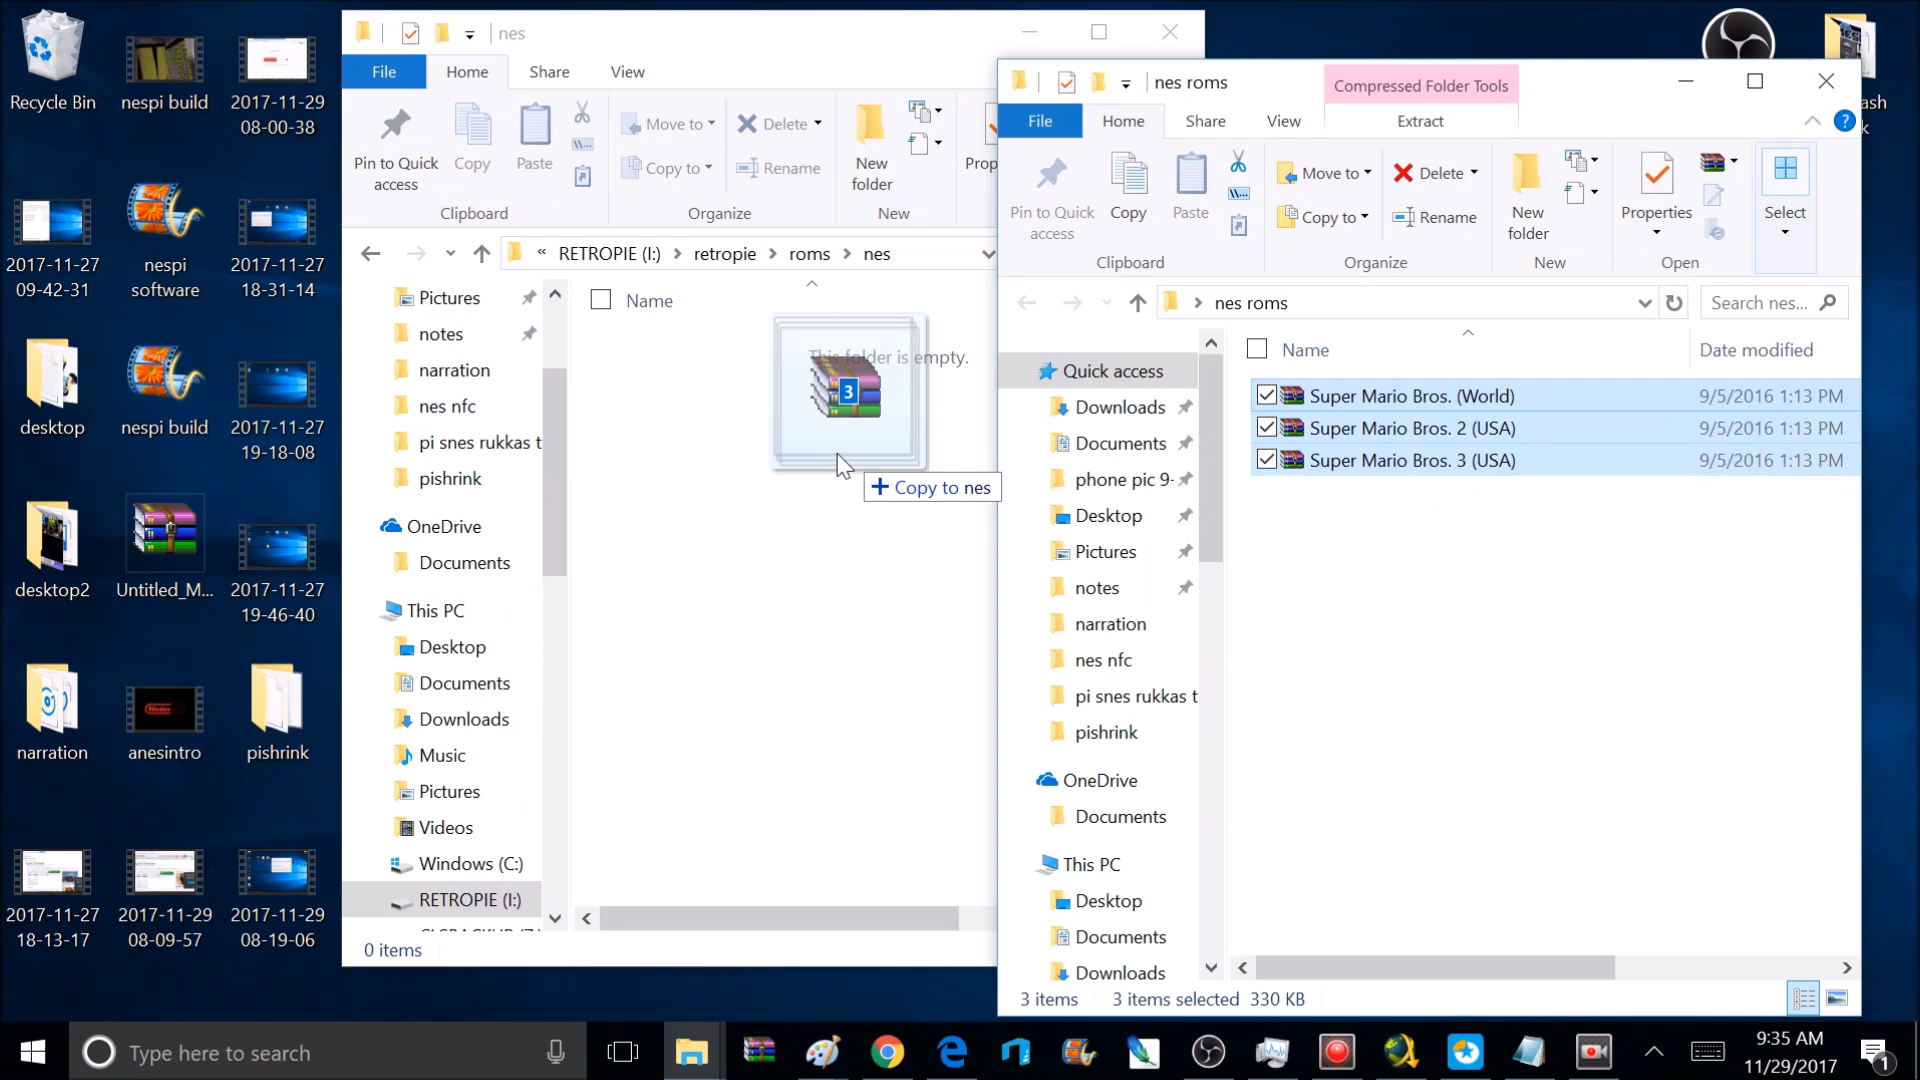 Recycle Bin
nespi build
2017-11-29
08-00-38
2017-11-27
09-42-31
nespi
software
2017-11-27
18-31-14
desktop
nespi build
2017-11-27
19-18-08
desktop2
Untitled_M...
2017-11-27
19-46-40
narration
anesintro
pishrink
2017-11-27
18-13-17
2017-11-29
08-09-57
2017-11-29
08-19-06
nes
File
Home
Share
View
Pin to Quick
access
Copy
Paste
Clipboard
Move to
Copy to
Delete
Rename
Organize
New
folder
New
« RETROPIE (I:) > retropie > roms > nes
Pictures
notes
narration
nes nfc
pi snes rukkas t
pishrink
OneDrive
Documents
This PC
Desktop
Documents
Downloads
Music
Pictures
Videos
Windows (C:)
RETROPIE (I:)
Name
This folder is empty.
3
+ Copy to nes
0 items
nes roms
Compressed Folder Tools
File
Home
Share
View
Extract
Pin to Quick
access
Copy
Paste
Clipboard
Move to
Copy to
Delete
Rename
Organize
New
folder
New
Properties
Open
Select
> nes roms
Search nes...
Quick access
Downloads
Documents
phone pic 9-
Desktop
Pictures
notes
narration
nes nfc
pi snes rukkas t
pishrink
OneDrive
Documents
This PC
Desktop
Documents
Downloads
Name
Date modified
Super Mario Bros. (World) 9/5/2016 1:13 PM
Super Mario Bros. 2 (USA) 9/5/2016 1:13 PM
Super Mario Bros. 3 (USA) 9/5/2016 1:13 PM
3 items
3 items selected 330 KB
Type here to search
9:35 AM
11/29/2017
1